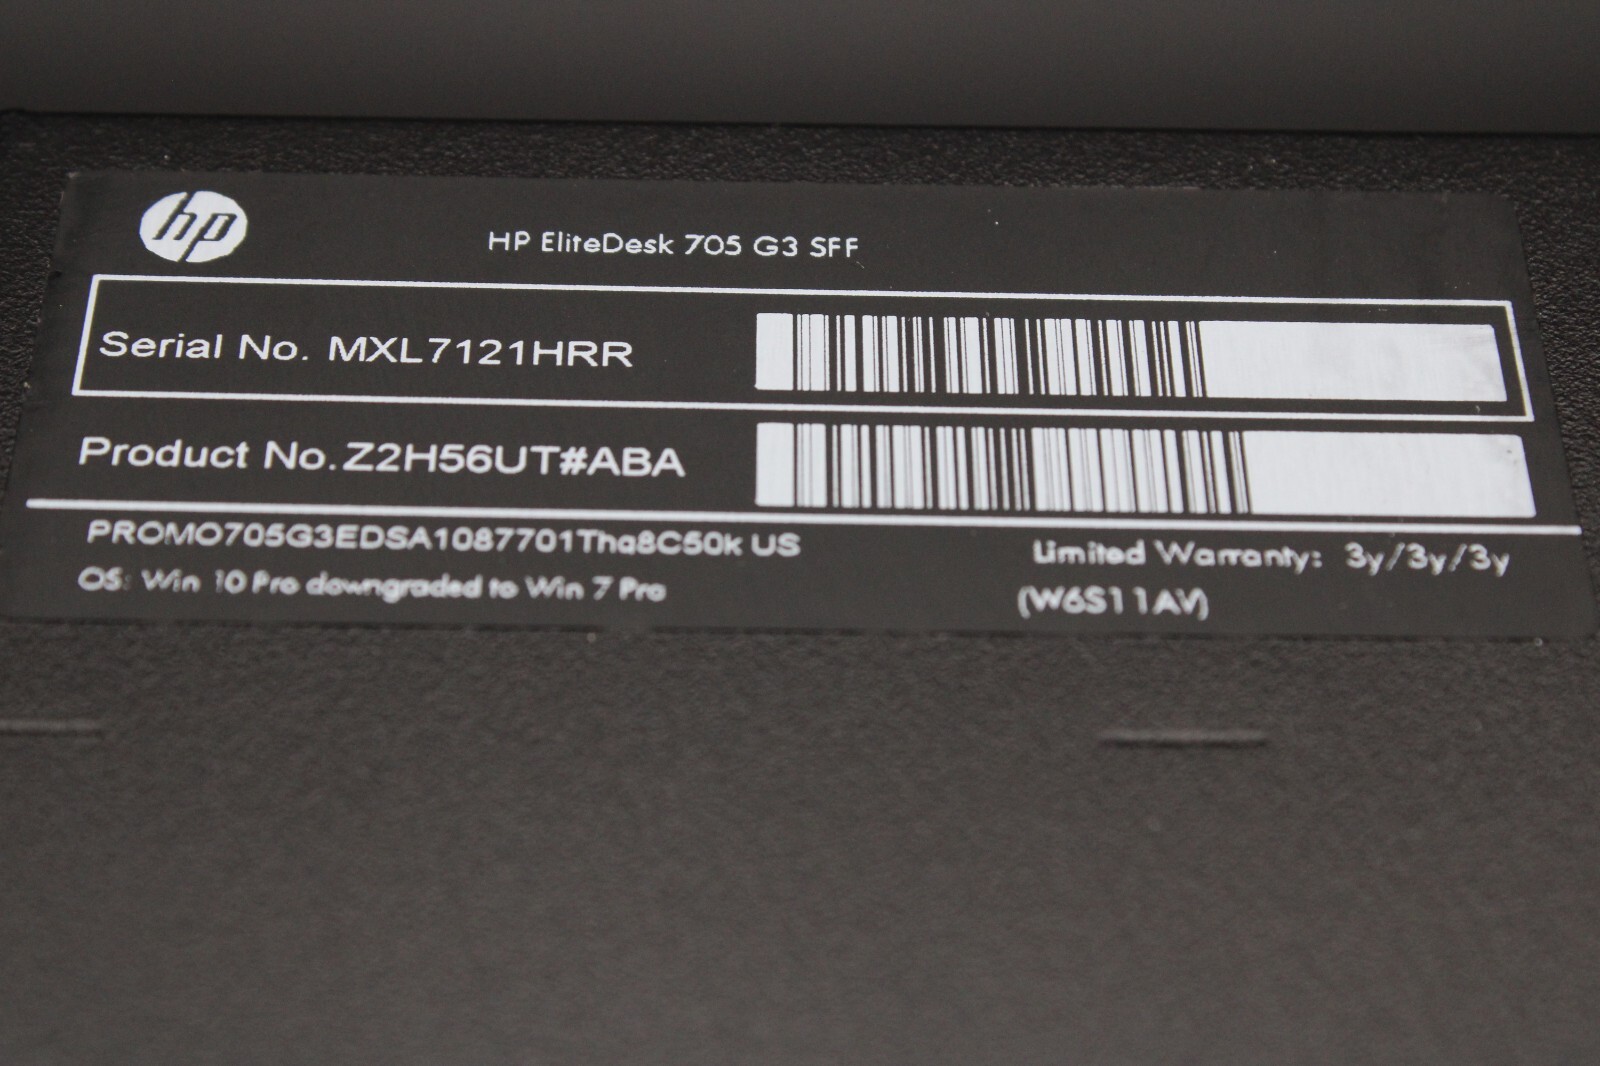 hp
HP EliteDesk 705 G3 SFF
Serial No. MXL7121HRR
Product No.Z2H56UT#ABA
PROMO705G3EDSA1087701Tha8C50k US
Limited Warranty: 3y/3y/3y
OS: Win 10 Pro downgraded to Win 7 Pro
(W6S11AV)